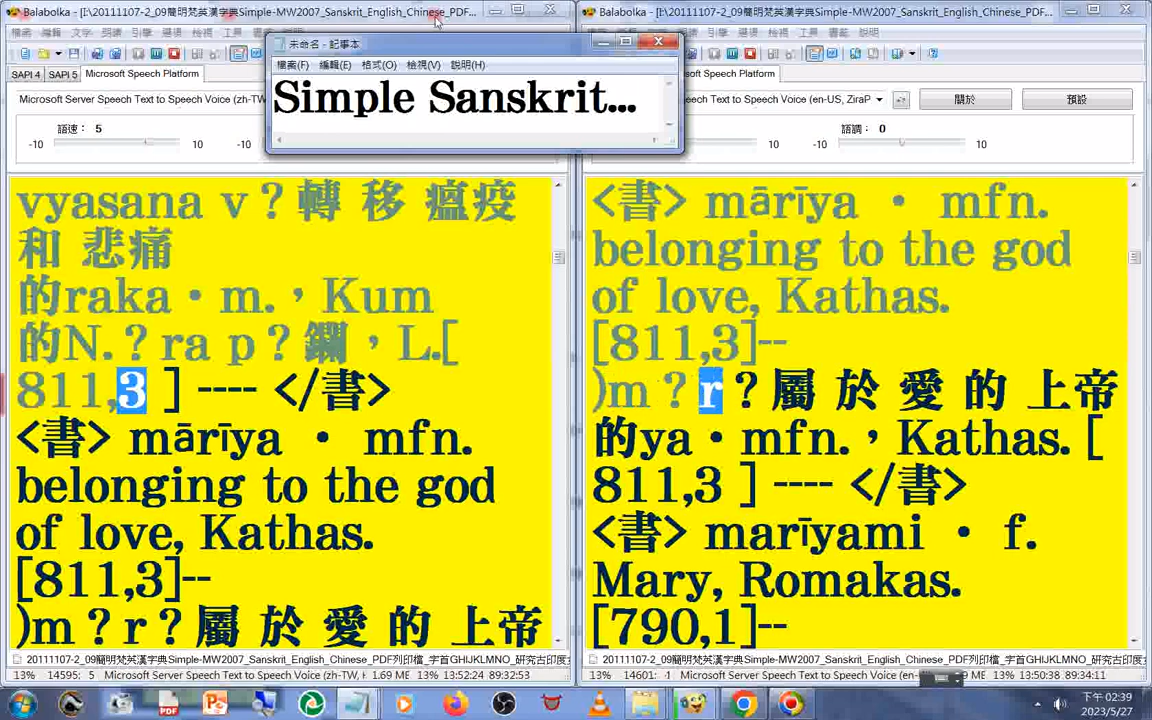 Balabolka - [I:\20111107-2_09簡明梵英漢字典Simple-MW2007_Sanskrit_English_Chinese_PDF...
Balabolka - [I:\20111107-2_09簡明梵英漢字典Simple-MW2007_Sanskrit_English_Chinese_PDF...
未命名 - 記事本
檔案(F) 編輯(E) 格式(O) 檢視(V) 說明(H)
Simple Sanskrit...
SAPI 4 SAPI 5 Microsoft Speech Platform
Microsoft Server Speech Text to Speech Voice (zh-TW
語速： 5
-10 10 -10
eech Platform
ech Text to Speech Voice (en-US, ZiraP
關於 預設
語調： 0
10 -10 10
vyasana v？轉 移 瘟疫
和 悲痛
的raka‧m.，Kum
的N.？ra p？鑭，L.[
811,3 ] ---- </書>
<書> mārīya ‧ mfn.
belonging to the god
of love, Kathas.
[811,3]--
)m？r？屬 於 愛 的 上帝
<書> mārīya ‧ mfn.
belonging to the god
of love, Kathas.
[811,3]--
)m？r？屬 於 愛 的 上帝
的ya‧mfn.，Kathas. [
811,3 ] ---- </書>
<書> marīyami ‧ f.
Mary, Romakas.
[790,1]--
20111107-2_09簡明梵英漢字典Simple-MW2007_Sanskrit_English_Chinese_PDF列印檔_字首GHIJKLMNO_研究古印度
20111107-2_09簡明梵英漢字典Simple-MW2007_Sanskrit_English_Chinese_PDF列印檔_字首GHIJKLMNO_研究古印度
13% 14595: 5 Microsoft Server Speech Text to Speech Voice (zh-TW, 1.69 ME 13% 13:52:24 89:32:53
13% 14601: Microsoft Server Speech Text to Speech Voice (en-US, 9 ME 13% 13:50:38 89:34:11
下午 02:39
2023/5/27